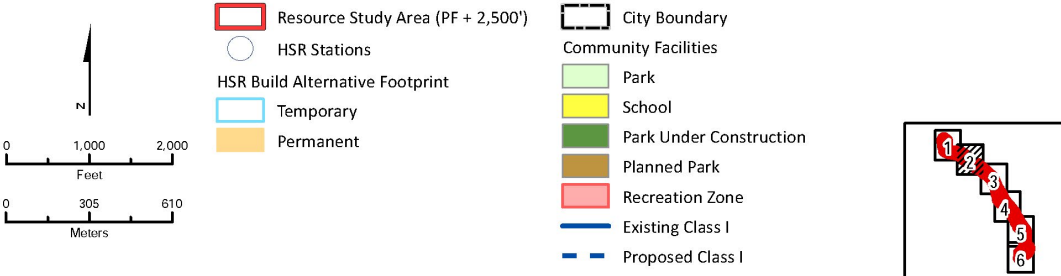 N
0 1,000 2,000
Feet
0 305 610
Meters
Resource Study Area (PF + 2,500')
HSR Stations
HSR Build Alternative Footprint
Temporary
Permanent
City Boundary
Community Facilities
Park
School
Park Under Construction
Planned Park
Recreation Zone
Existing Class I
Proposed Class I
1
2
3
4
5
6